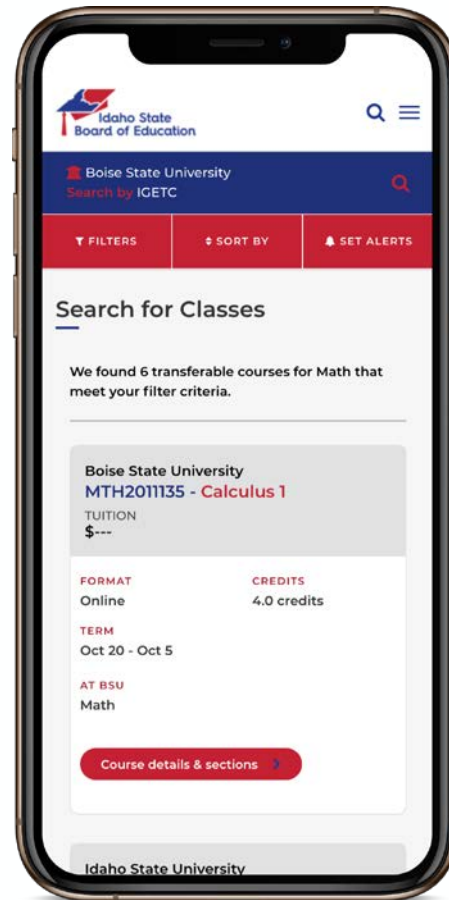 Idaho State
Board of Education
Boise State University
Search by IGETC
FILTERS
SORT BY
SET ALERTS
Search for Classes
We found 6 transferable courses for Math that
meet your filter criteria.
Boise State University
MTH2011135 - Calculus 1
TUITION
$---
FORMAT
CREDITS
Online
4.0 credits
TERM
Oct 20 - Oct 5
AT BSU
Math
Course details & sections
Idaho State University